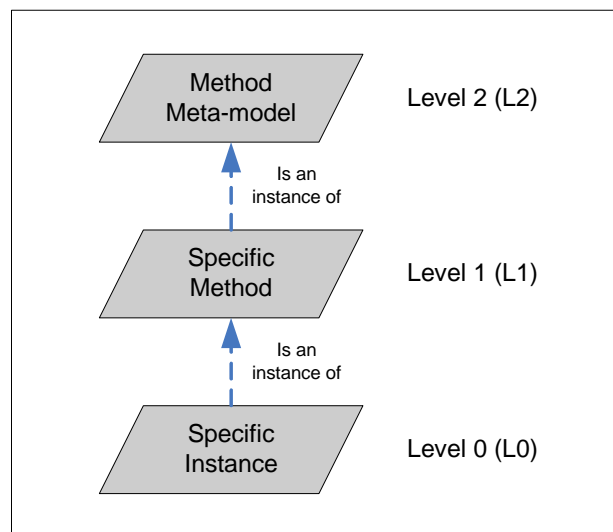 Method
Meta-model
Level 2 (L2)
Is an
instance of
Specific
Method
Level 1 (L1)
Is an
instance of
Specific
Instance
Level 0 (L0)